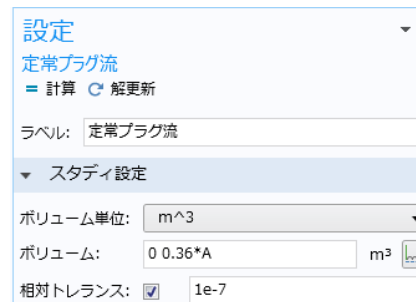 設定
定常プラグ流
= 計算 解更新
ラベル: 定常プラグ流
スタディ設定
ボリューム単位: m^3
ボリューム: 0 0.36*A m³
相対トレランス: 1e-7